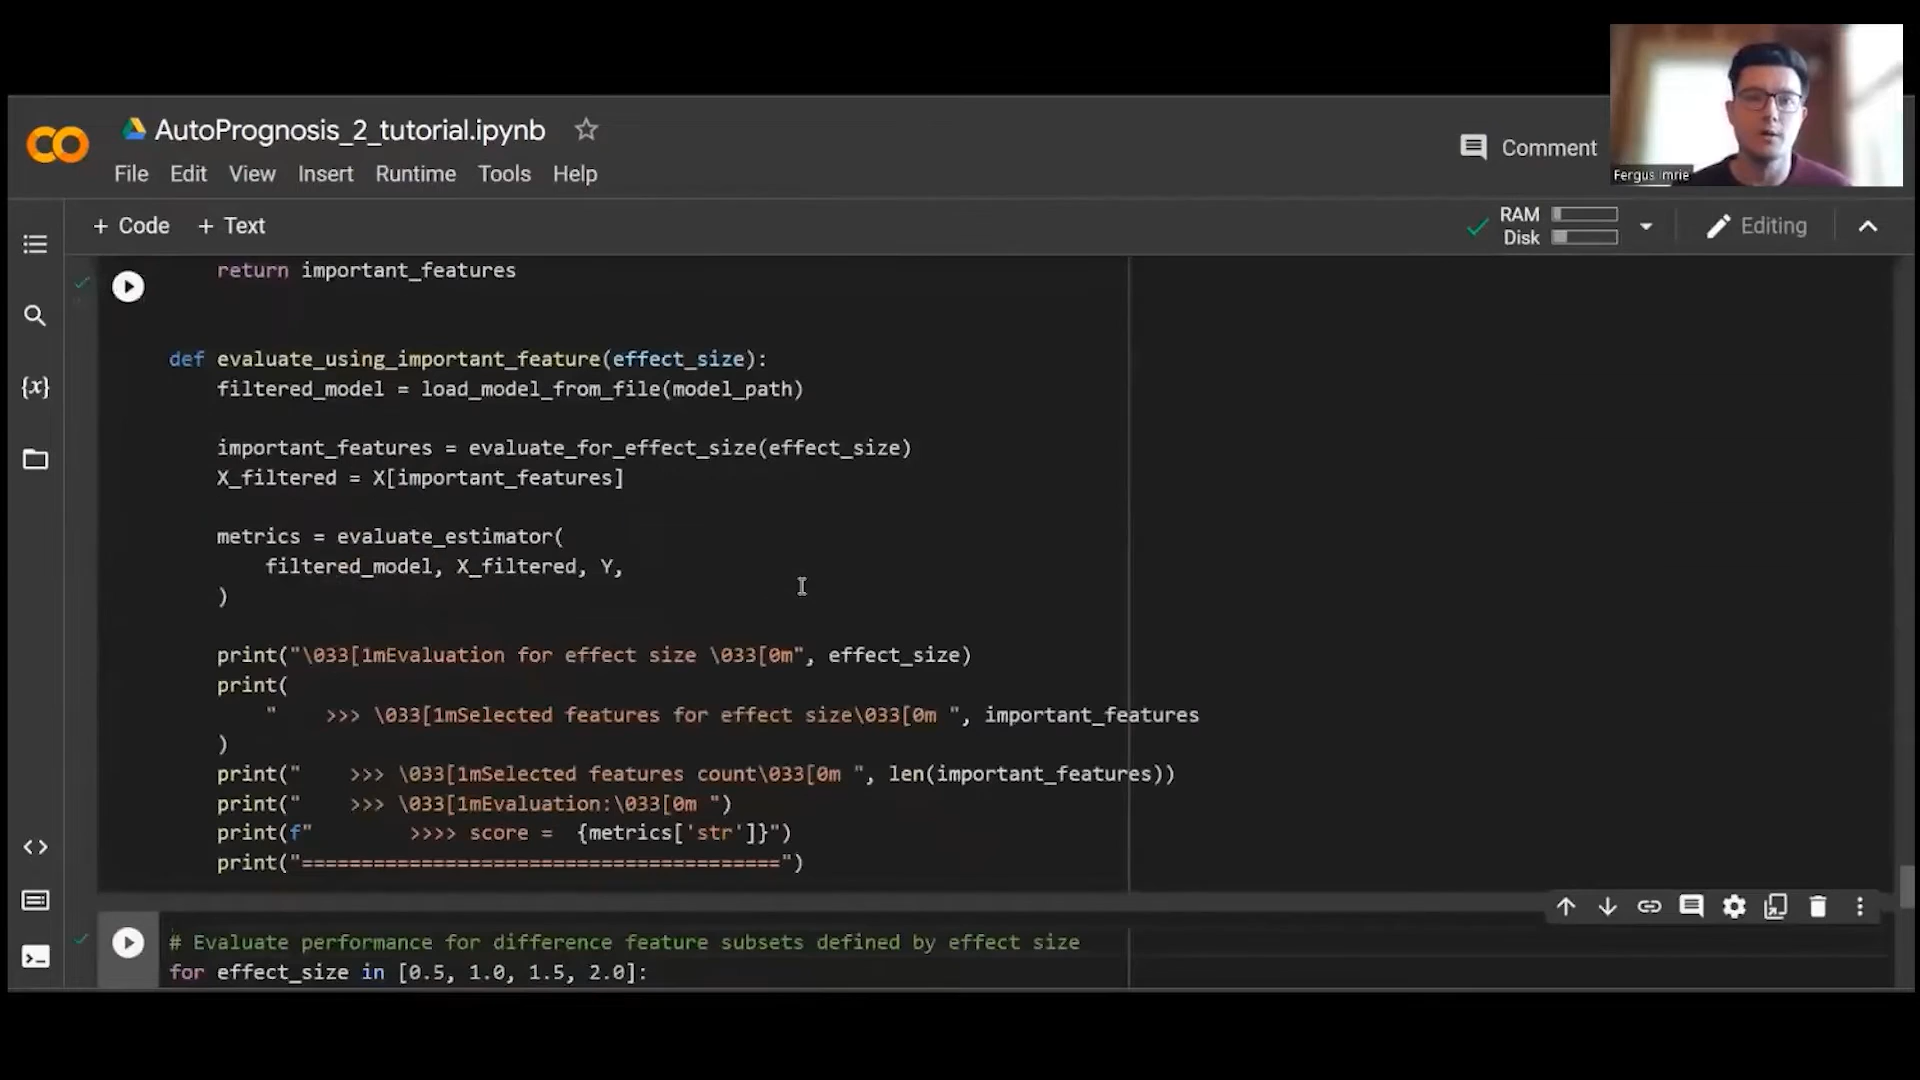 AutoPrognosis_2_tutorial.ipynb
File Edit View Insert Runtime Tools Help
Comment
Fergus Imrie
+ Code + Text
RAM
Disk
Editing
return important_features
def evaluate_using_important_feature(effect_size):
    filtered_model = load_model_from_file(model_path)
    important_features = evaluate_for_effect_size(effect_size)
    X_filtered = X[important_features]
    metrics = evaluate_estimator(
        filtered_model, X_filtered, Y,
    )
    print("\033[1mEvaluation for effect size \033[0m", effect_size)
    print(
        "    >>> \033[1mSelected features for effect size\033[0m ", important_features
    )
    print("    >>> \033[1mSelected features count\033[0m ", len(important_features))
    print("    >>> \033[1mEvaluation:\033[0m ")
    print(f"        >>>> score =  {metrics['str']}")
    print("========================================")
# Evaluate performance for difference feature subsets defined by effect size
for effect_size in [0.5, 1.0, 1.5, 2.0]: